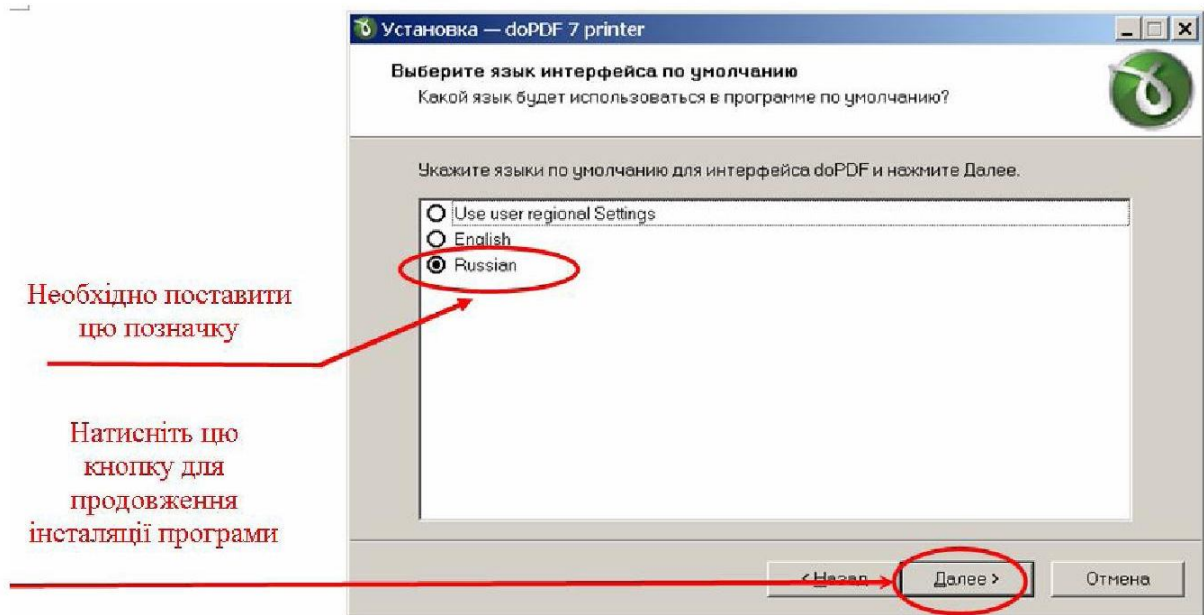 Установка — doPDF 7 printer
Выберите язык интерфейса по умолчанию
Какой язык будет использоваться в программе по умолчанию?
Укажите языки по умолчанию для интерфейса doPDF и нажмите Далее.
Use user regional Settings
English
Russian
Необхідно поставити
цю позначку
Натисніть цю
кнопку для
продовження
інсталяції програми
< Назад
Далее >
Отмена